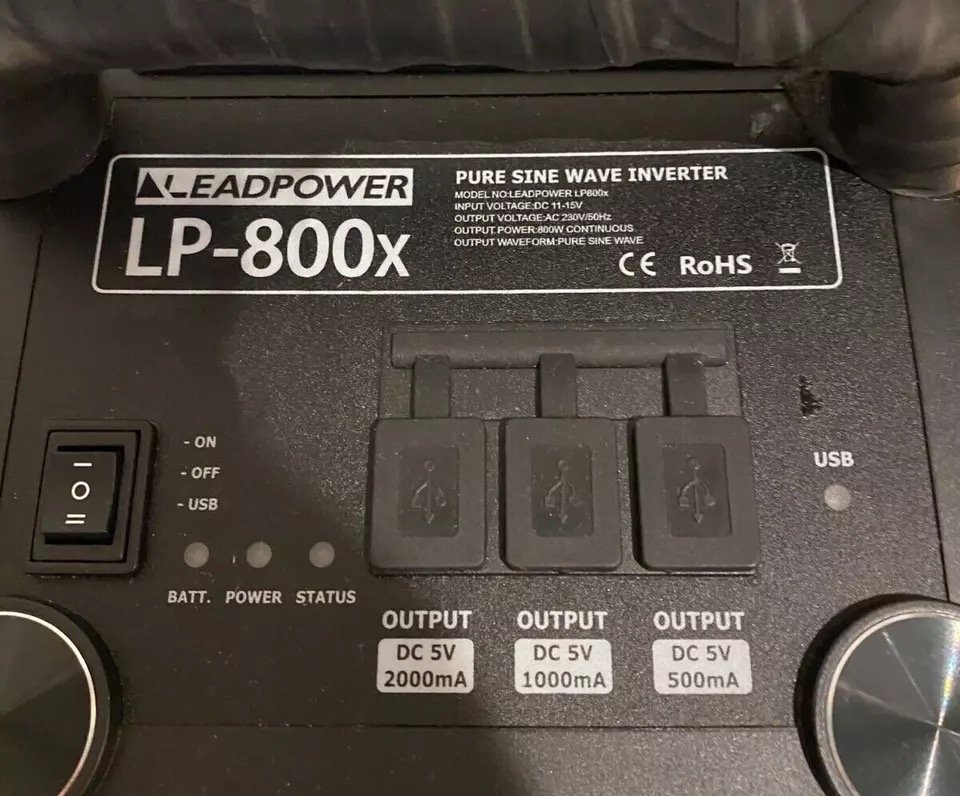 LEADPOWER
LP-800x
PURE SINE WAVE INVERTER
MODEL NO:LEADPOWER LP800x
INPUT VOLTAGE:DC 11-15V
OUTPUT VOLTAGE:AC 230V/50Hz
OUTPUT POWER:800W CONTINUOUS
OUTPUT WAVEFORM:PURE SINE WAVE
CE RoHS
- ON
- OFF
- USB
BATT. POWER STATUS
USB
OUTPUT
DC 5V
2000mA
OUTPUT
DC 5V
1000mA
OUTPUT
DC 5V
500mA